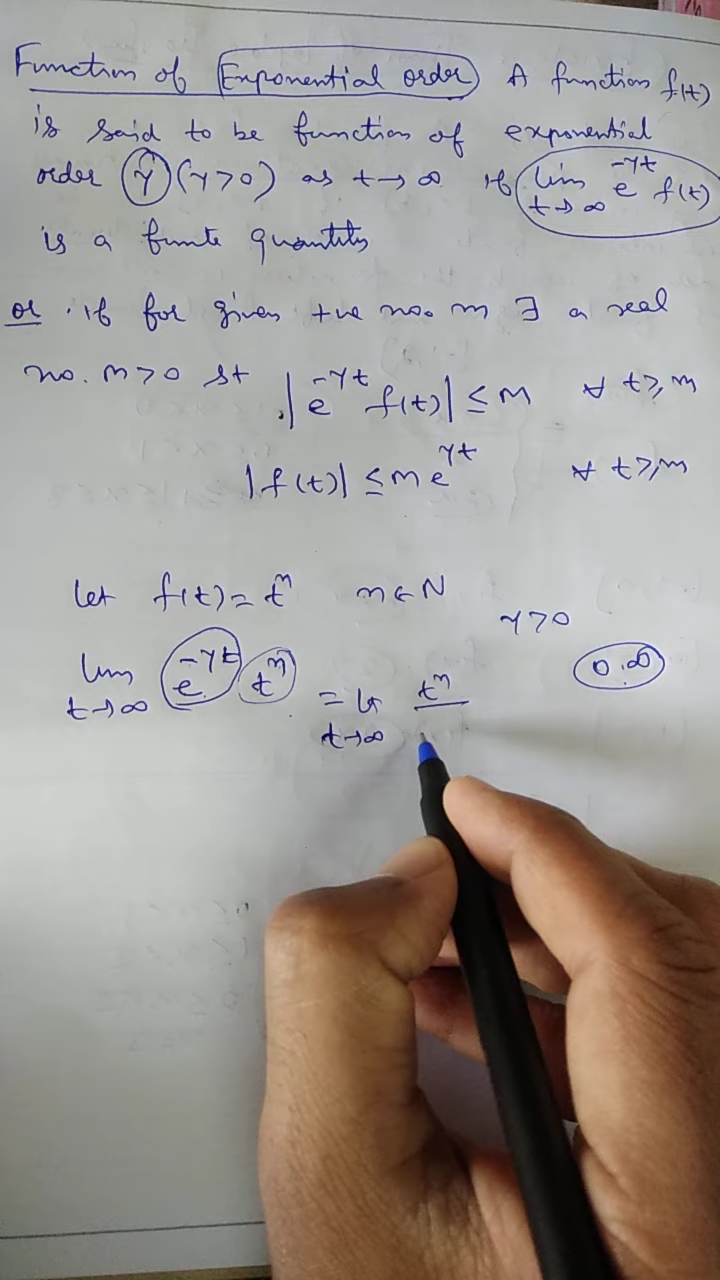 Function of Exponential order A function f(t)
is said to be function of exponential
order γ (γ>0) as t→∞ if lim t→∞ e^{-γt} f(t)
is a finite quantity
or . if for given +ve no. m ∃ a real
no. M>0 st |e^{-γt} f(t)| ≤ M ∀ t≥m
|f(t)| ≤ M e^{γt} ∀ t≥m
let f(t) = t^n n∈N
γ>0
lim t→∞ e^{-γt} t^n = lt t→∞ t^n 0.∞